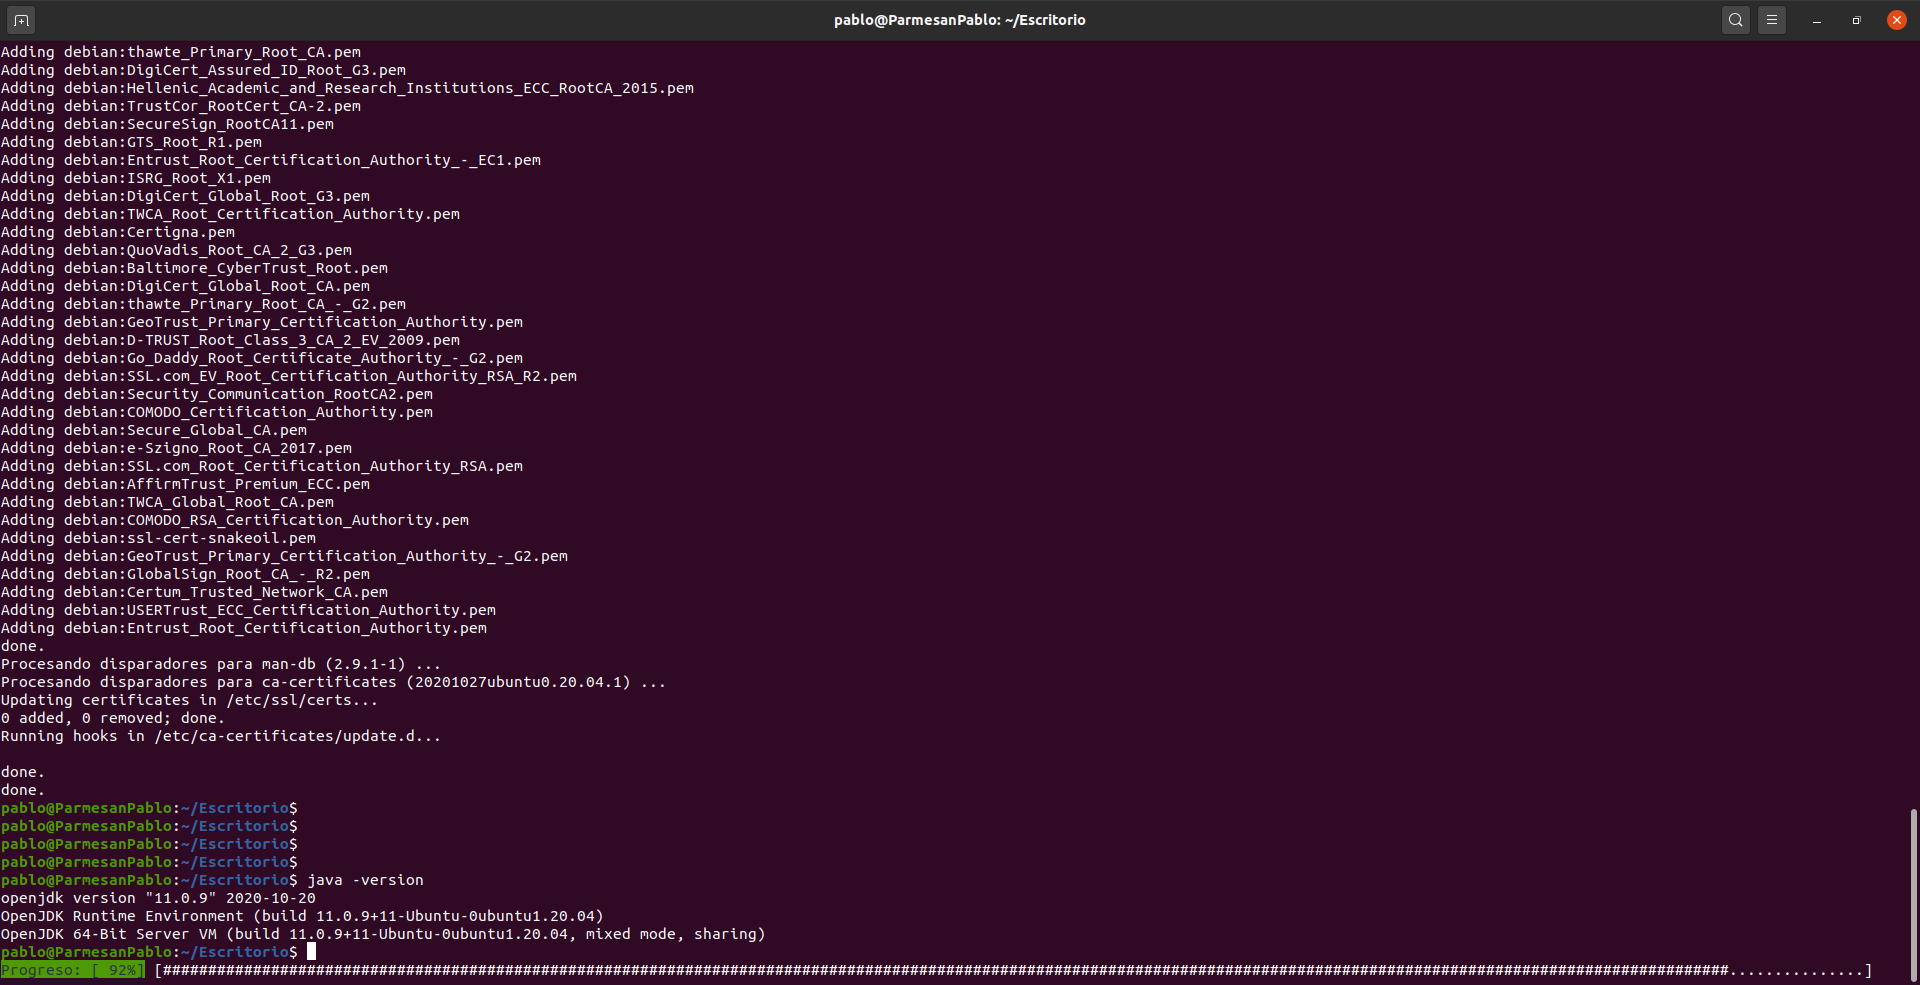 pablo@ParmesanPablo: ~/Escritorio
Adding debian:thawte_Primary_Root_CA.pem
Adding debian:DigiCert_Assured_ID_Root_G3.pem
Adding debian:Hellenic_Academic_and_Research_Institutions_ECC_RootCA_2015.pem
Adding debian:TrustCor_RootCert_CA-2.pem
Adding debian:SecureSign_RootCA11.pem
Adding debian:GTS_Root_R1.pem
Adding debian:Entrust_Root_Certification_Authority_-_EC1.pem
Adding debian:ISRG_Root_X1.pem
Adding debian:DigiCert_Global_Root_G3.pem
Adding debian:TWCA_Root_Certification_Authority.pem
Adding debian:Certigna.pem
Adding debian:QuoVadis_Root_CA_2_G3.pem
Adding debian:Baltimore_CyberTrust_Root.pem
Adding debian:DigiCert_Global_Root_CA.pem
Adding debian:thawte_Primary_Root_CA_-_G2.pem
Adding debian:GeoTrust_Primary_Certification_Authority.pem
Adding debian:D-TRUST_Root_Class_3_CA_2_EV_2009.pem
Adding debian:Go_Daddy_Root_Certificate_Authority_-_G2.pem
Adding debian:SSL.com_EV_Root_Certification_Authority_RSA_R2.pem
Adding debian:Security_Communication_RootCA2.pem
Adding debian:COMODO_Certification_Authority.pem
Adding debian:Secure_Global_CA.pem
Adding debian:e-Szigno_Root_CA_2017.pem
Adding debian:SSL.com_Root_Certification_Authority_RSA.pem
Adding debian:AffirmTrust_Premium_ECC.pem
Adding debian:TWCA_Global_Root_CA.pem
Adding debian:COMODO_RSA_Certification_Authority.pem
Adding debian:ssl-cert-snakeoil.pem
Adding debian:GeoTrust_Primary_Certification_Authority_-_G2.pem
Adding debian:GlobalSign_Root_CA_-_R2.pem
Adding debian:Certum_Trusted_Network_CA.pem
Adding debian:USERTrust_ECC_Certification_Authority.pem
Adding debian:Entrust_Root_Certification_Authority.pem
done.
Procesando disparadores para man-db (2.9.1-1) ...
Procesando disparadores para ca-certificates (20201027ubuntu0.20.04.1) ...
Updating certificates in /etc/ssl/certs...
0 added, 0 removed; done.
Running hooks in /etc/ca-certificates/update.d...
done.
done.
pablo@ParmesanPablo:~/Escritorio$
pablo@ParmesanPablo:~/Escritorio$
pablo@ParmesanPablo:~/Escritorio$
pablo@ParmesanPablo:~/Escritorio$
pablo@ParmesanPablo:~/Escritorio$ java -version
openjdk version "11.0.9" 2020-10-20
OpenJDK Runtime Environment (build 11.0.9+11-Ubuntu-0ubuntu1.20.04)
OpenJDK 64-Bit Server VM (build 11.0.9+11-Ubuntu-0ubuntu1.20.04, mixed mode, sharing)
pablo@ParmesanPablo:~/Escritorio$
Progreso: [ 92%] [##############################################################################################################################################################################...............]